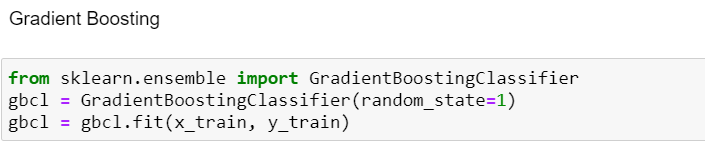 Gradient Boosting
from sklearn.ensemble import GradientBoostingClassifier
gbcl = GradientBoostingClassifier(random_state=1)
gbcl = gbcl.fit(x_train, y_train)